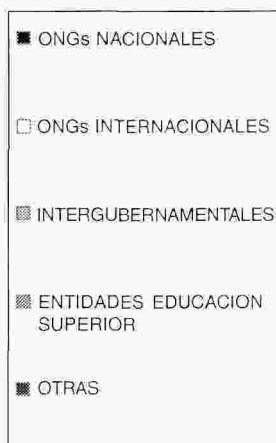 ONGs NACIONALES
ONGs INTERNACIONALES
INTERGUBERNAMENTALES
ENTIDADES EDUCACION
SUPERIOR
OTRAS